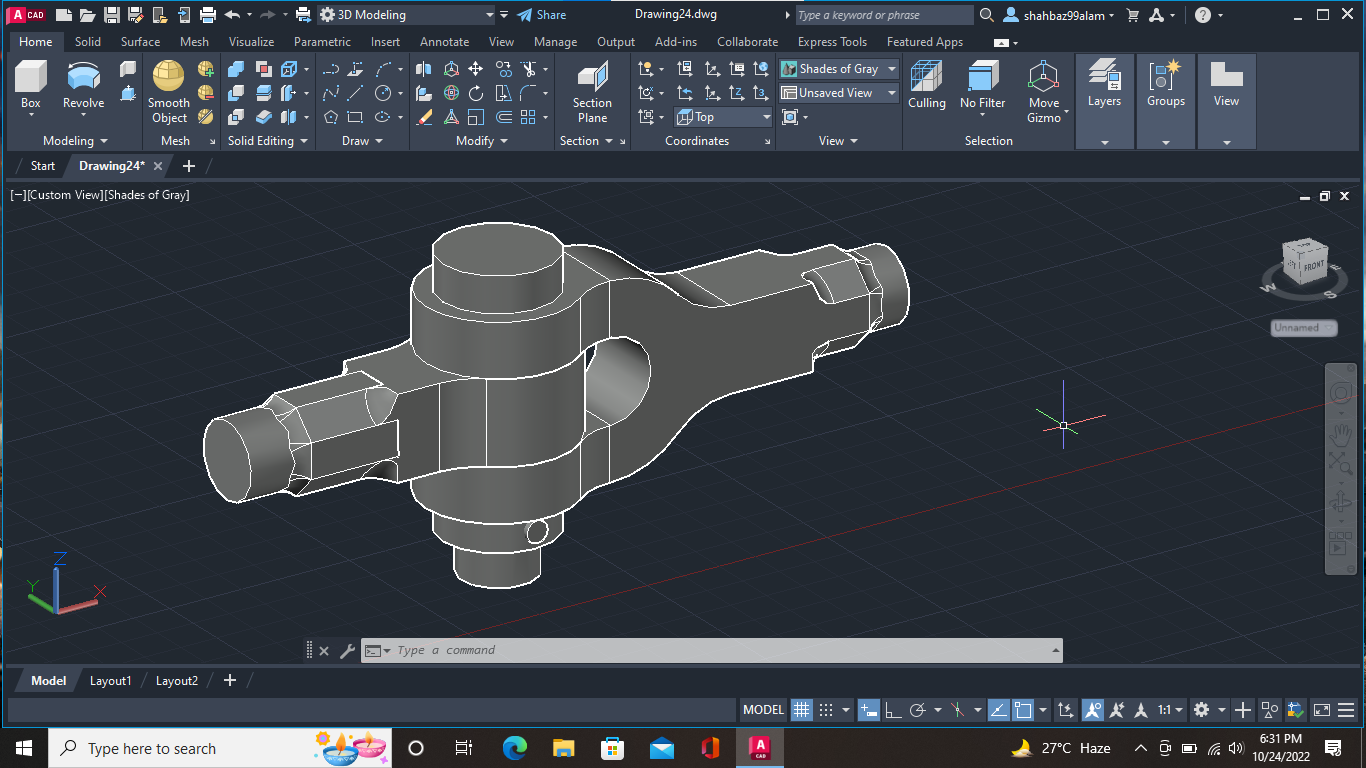 A CAD 3D Modeling Share Drawing24.dwg Type a keyword or phrase shahbaz99alam
Home Solid Surface Mesh Visualize Parametric Insert Annotate View Manage Output Add-ins Collaborate Express Tools Featured Apps
Box Revolve Smooth Object Section Plane Shades of Gray Unsaved View Top Culling No Filter Move Gizmo Layers Groups View
Modeling Mesh Solid Editing Draw Modify Section Coordinates View Selection
Start Drawing24*
[−][Custom View][Shades of Gray]
FRONT
W S
Unnamed
Z
Y X
Type a command
Model Layout1 Layout2
MODEL 1:1
Type here to search
A CAD
27°C Haze
6:31 PM
10/24/2022